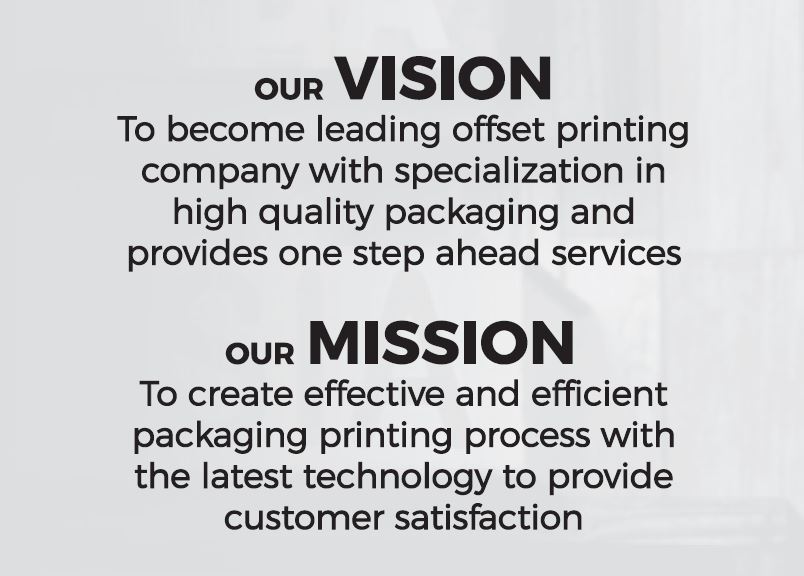 OUR VISION
To become leading offset printing
company with specialization in
high quality packaging and
provides one step ahead services
OUR MISSION
To create effective and efficient
packaging printing process with
the latest technology to provide
customer satisfaction